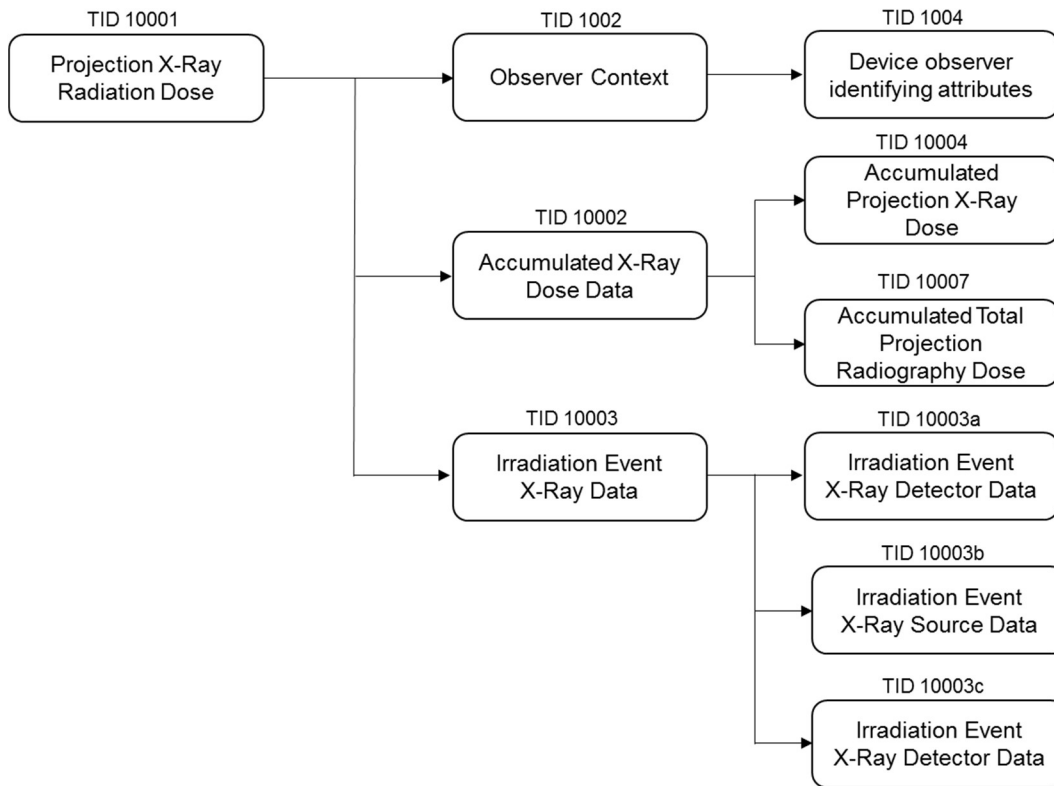 TID 10001
Projection X-Ray
Radiation Dose
TID 1002
Observer Context
TID 1004
Device observer
identifying attributes
TID 10002
Accumulated X-Ray
Dose Data
TID 10004
Accumulated
Projection X-Ray
Dose
TID 10007
Accumulated Total
Projection
Radiography Dose
TID 10003
Irradiation Event
X-Ray Data
TID 10003a
Irradiation Event
X-Ray Detector Data
TID 10003b
Irradiation Event
X-Ray Source Data
TID 10003c
Irradiation Event
X-Ray Detector Data